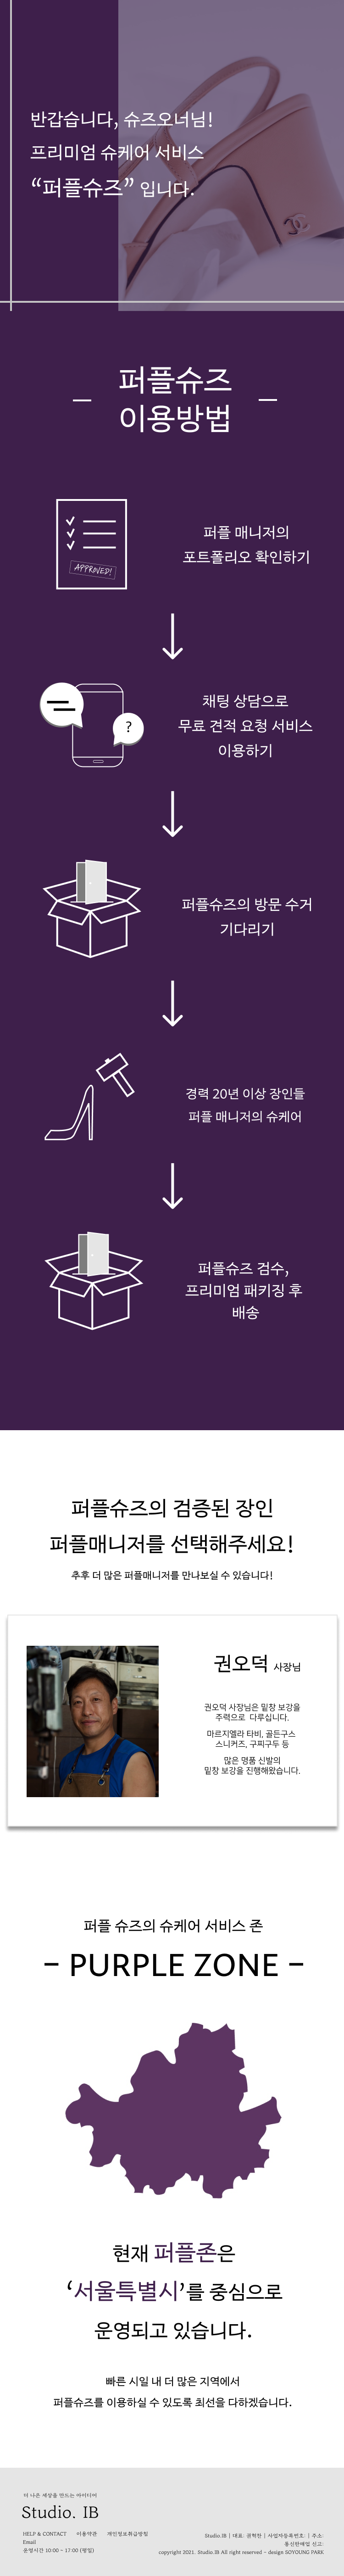 반갑습니다, 슈즈오너님!
프리미엄 슈케어 서비스
“퍼플슈즈” 입니다.
퍼플슈즈
이용방법
APPROVED!
퍼플 매니저의
포트폴리오 확인하기
?
채팅 상담으로
무료 견적 요청 서비스
이용하기
퍼플슈즈의 방문 수거
기다리기
경력 20년 이상 장인들
퍼플 매니저의 슈케어
퍼플슈즈 검수,
프리미엄 패키징 후
배송
퍼플슈즈의 검증된 장인
퍼플매니저를 선택해주세요!
추후 더 많은 퍼플매니저를 만나보실 수 있습니다!
권오덕 사장님
권오덕 사장님은 밑창 보강을
주력으로 다루십니다.
마르지엘라 타비, 골든구스
스니커즈, 구찌구두 등
많은 명품 신발의
밑창 보강을 진행해왔습니다.
퍼플 슈즈의 슈케어 서비스 존
- PURPLE ZONE -
현재 퍼플존은
‘서울특별시’를 중심으로
운영되고 있습니다.
빠른 시일 내 더 많은 지역에서
퍼플슈즈를 이용하실 수 있도록 최선을 다하겠습니다.
더 나은 세상을 만드는 아이디어
Studio. IB
HELP & CONTACT 이용약관 개인정보취급방침
Email
운영시간 10:00 - 17:00 (평일)
Studio.IB | 대표: 권혁찬 | 사업자등록번호: | 주소:
통신판매업 신고:
copyright 2021. Studio.IB All right reserved - design SOYOUNG PARK